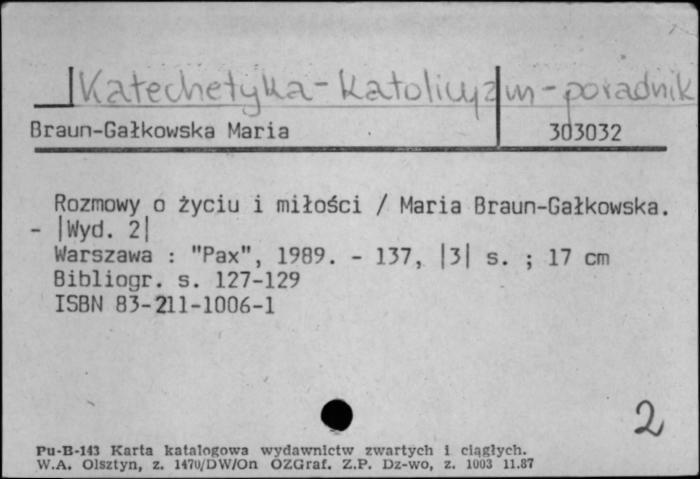 Katechetyka - Katolicyzm - poradnik
Braun-Gałkowska Maria 303032
Rozmowy o życiu i miłości / Maria Braun-Gałkowska.
- |Wyd. 2|
Warszawa : "Pax", 1989. - 137, |3| s. ; 17 cm
Bibliogr. s. 127-129
ISBN 83-211-1006-1
2
Pu-B-143 Karta katalogowa wydawnictw zwartych i ciągłych.
W.A. Olsztyn, z. 1470/DW/On OZGraf. Z.P. Dz-wo, z. 1003 11.87